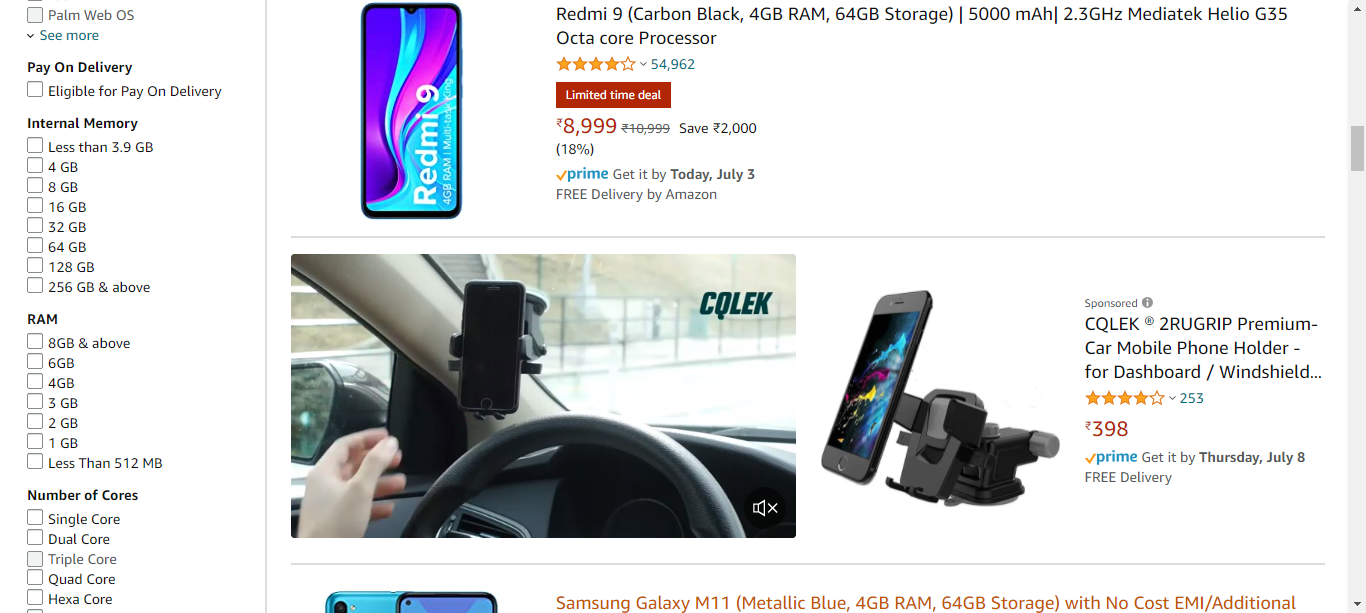 Palm Web OS
See more
Pay On Delivery
Eligible for Pay On Delivery
Internal Memory
Less than 3.9 GB
4 GB
8 GB
16 GB
32 GB
64 GB
128 GB
256 GB & above
RAM
8GB & above
6GB
4GB
3 GB
2 GB
1 GB
Less Than 512 MB
Number of Cores
Single Core
Dual Core
Triple Core
Quad Core
Hexa Core
Redmi 9
4GB RAM | Multi-task King
Redmi 9 (Carbon Black, 4GB RAM, 64GB Storage) | 5000 mAh| 2.3GHz Mediatek Helio G35
Octa core Processor
54,962
Limited time deal
₹8,999 ₹10,999 Save ₹2,000
(18%)
prime Get it by Today, July 3
FREE Delivery by Amazon
CQLEK
Sponsored
CQLEK ® 2RUGRIP Premium-
Car Mobile Phone Holder -
for Dashboard / Windshield...
253
₹398
prime Get it by Thursday, July 8
FREE Delivery
Samsung Galaxy M11 (Metallic Blue, 4GB RAM, 64GB Storage) with No Cost EMI/Additional